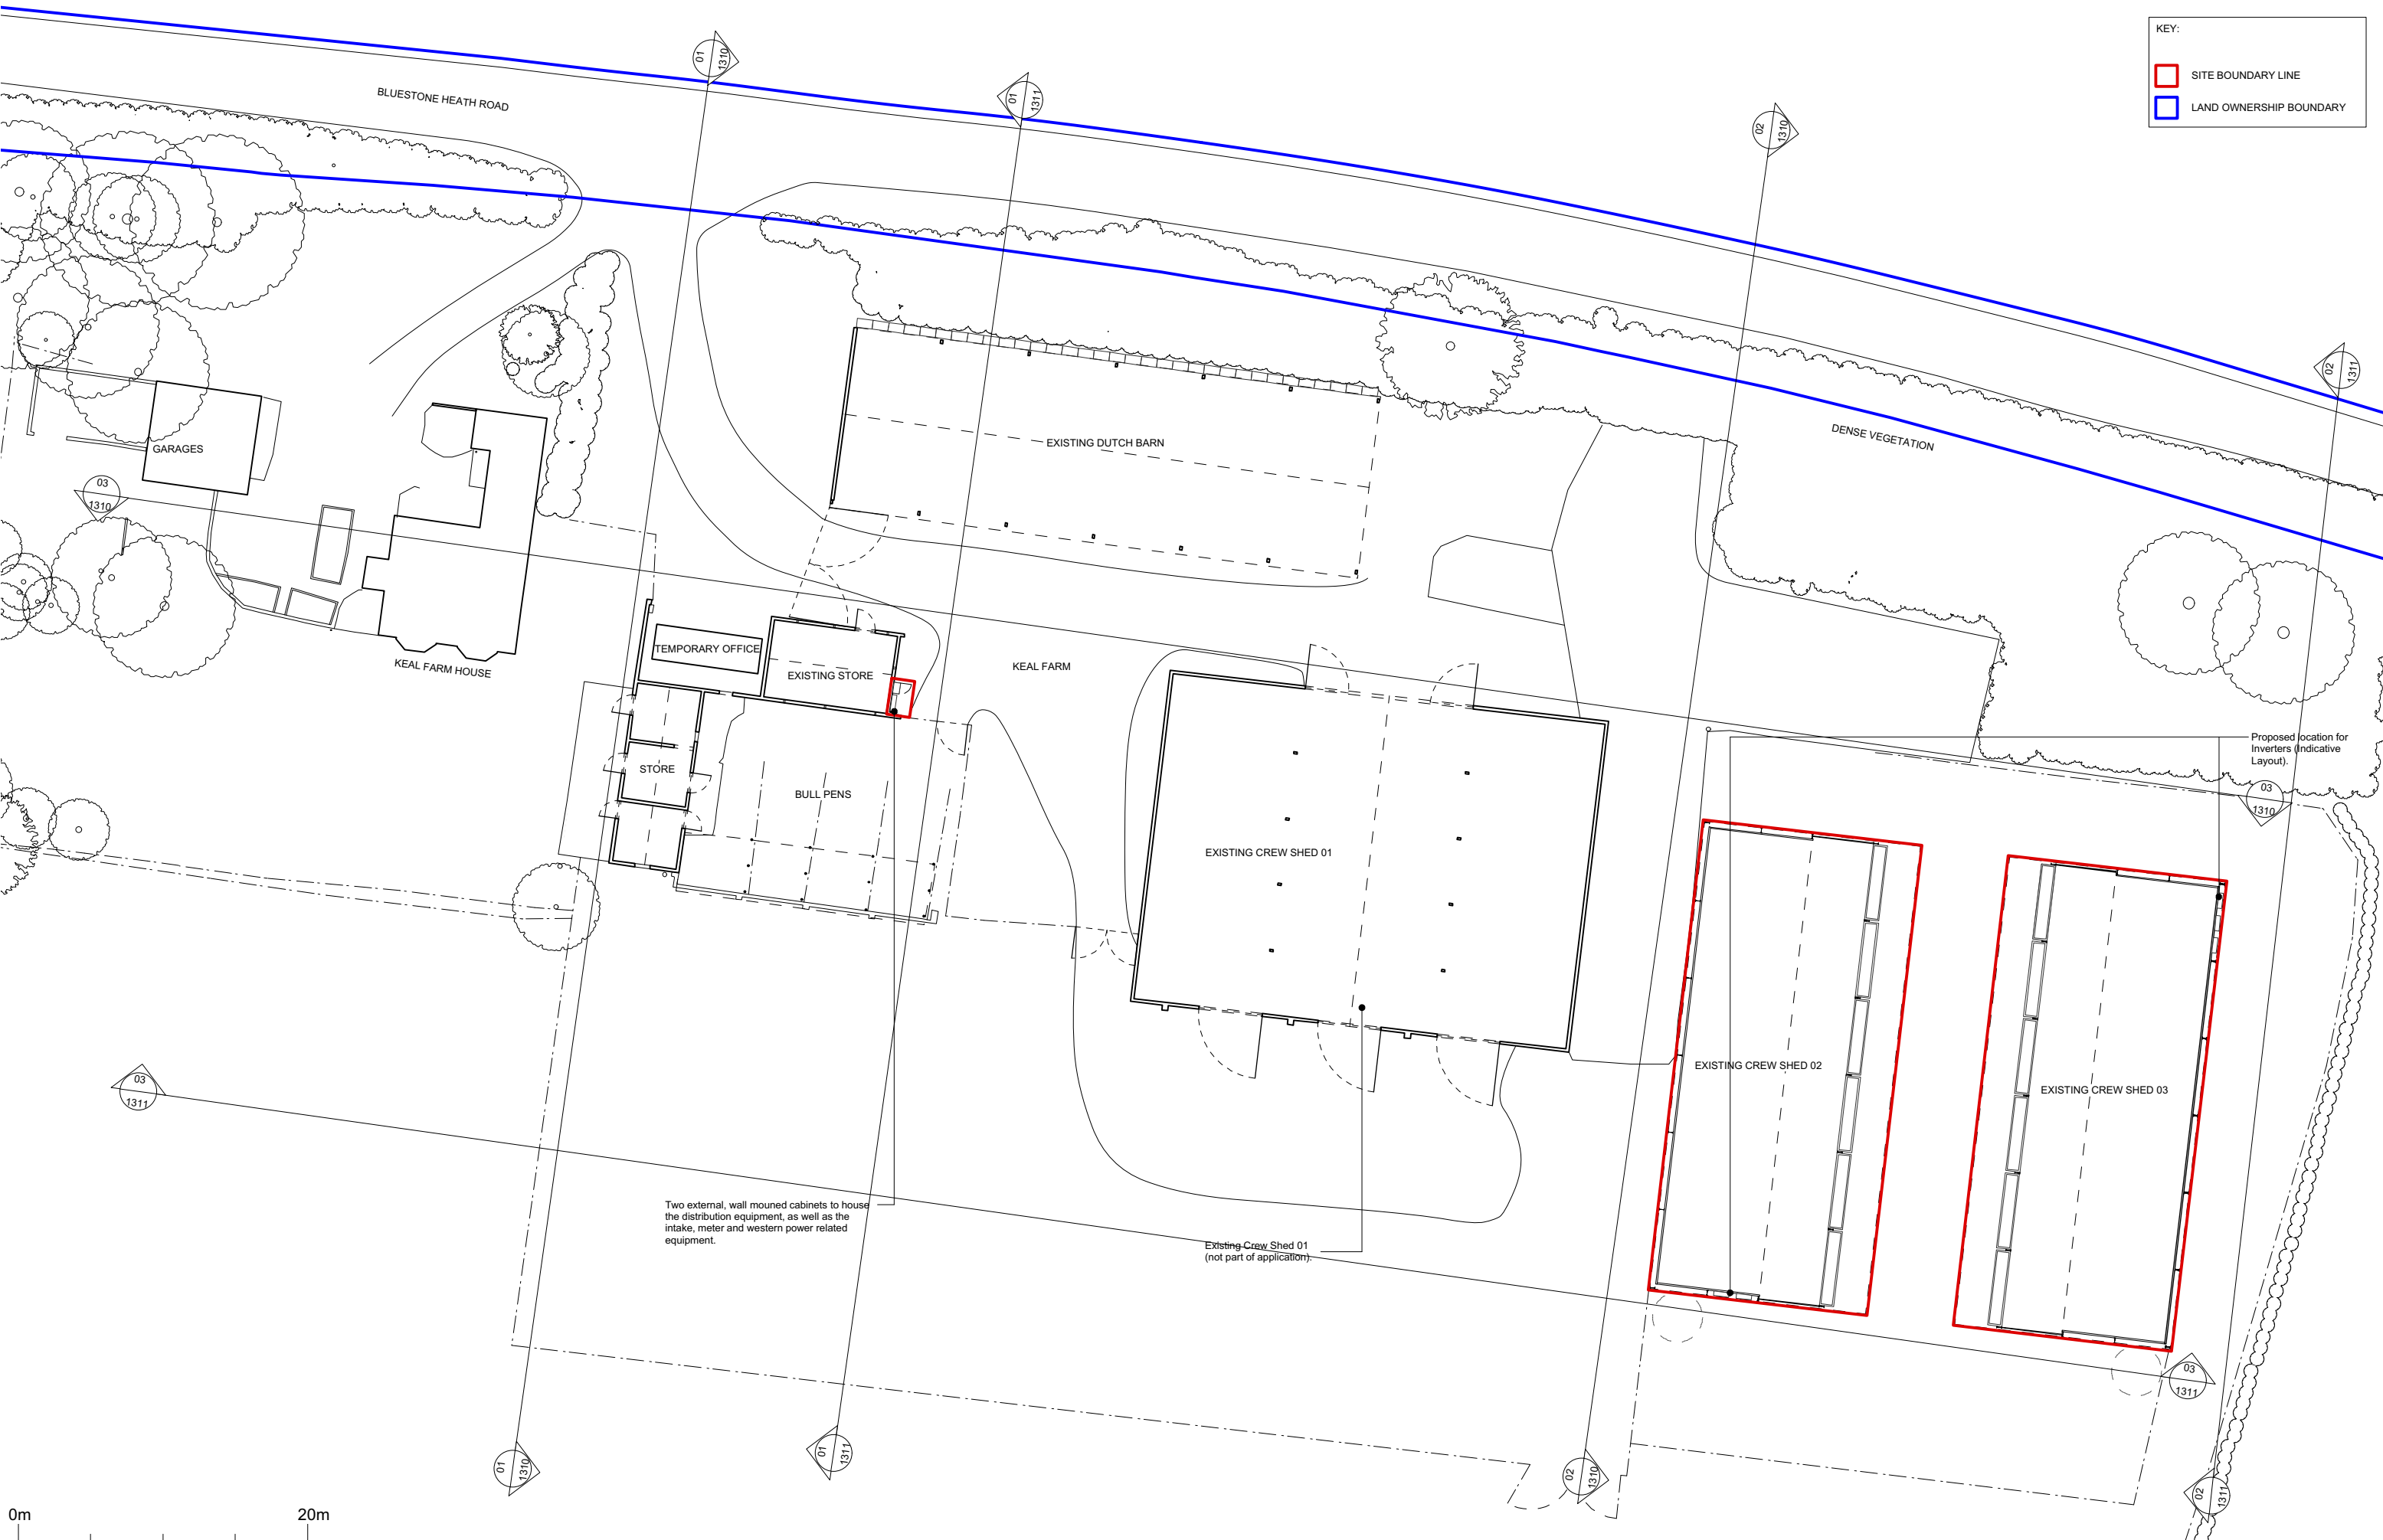 KEY:
SITE BOUNDARY LINE
LAND OWNERSHIP BOUNDARY
01
1310
01
1311
02
1310
02
1311
BLUESTONE HEATH ROAD
DENSE VEGETATION
EXISTING DUTCH BARN
GARAGES
03
1310
TEMPORARY OFFICE
EXISTING STORE
KEAL FARM
KEAL FARM HOUSE
STORE
BULL PENS
Proposed location for
Inverters (Indicative
Layout).
03
1310
EXISTING CREW SHED 01
EXISTING CREW SHED 02
EXISTING CREW SHED 03
03
1311
Two external, wall mouned cabinets to house
the distribution equipment, as well as the
intake, meter and western power related
equipment.
Existing Crew Shed 01
(not part of application).
03
1311
01
1310
01
1311
02
1310
02
1311
0m
20m